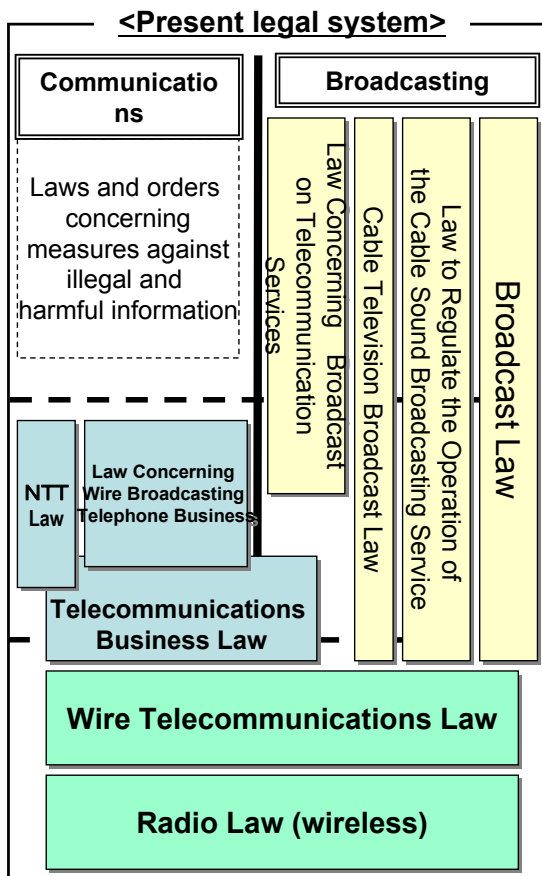 <Present legal system>
Communicatio
ns
Broadcasting
Laws and orders
concerning
measures against
illegal and
harmful information
Law Concerning Broadcast
on Telecommunication
Services
Cable Television Broadcast Law
Law to Regulate the Operation of
the Cable Sound Broadcasting Service
Broadcast Law
NTT
Law
Law Concerning
Wire Broadcasting
Telephone Business
Telecommunications
Business Law
Wire Telecommunications Law
Radio Law (wireless)